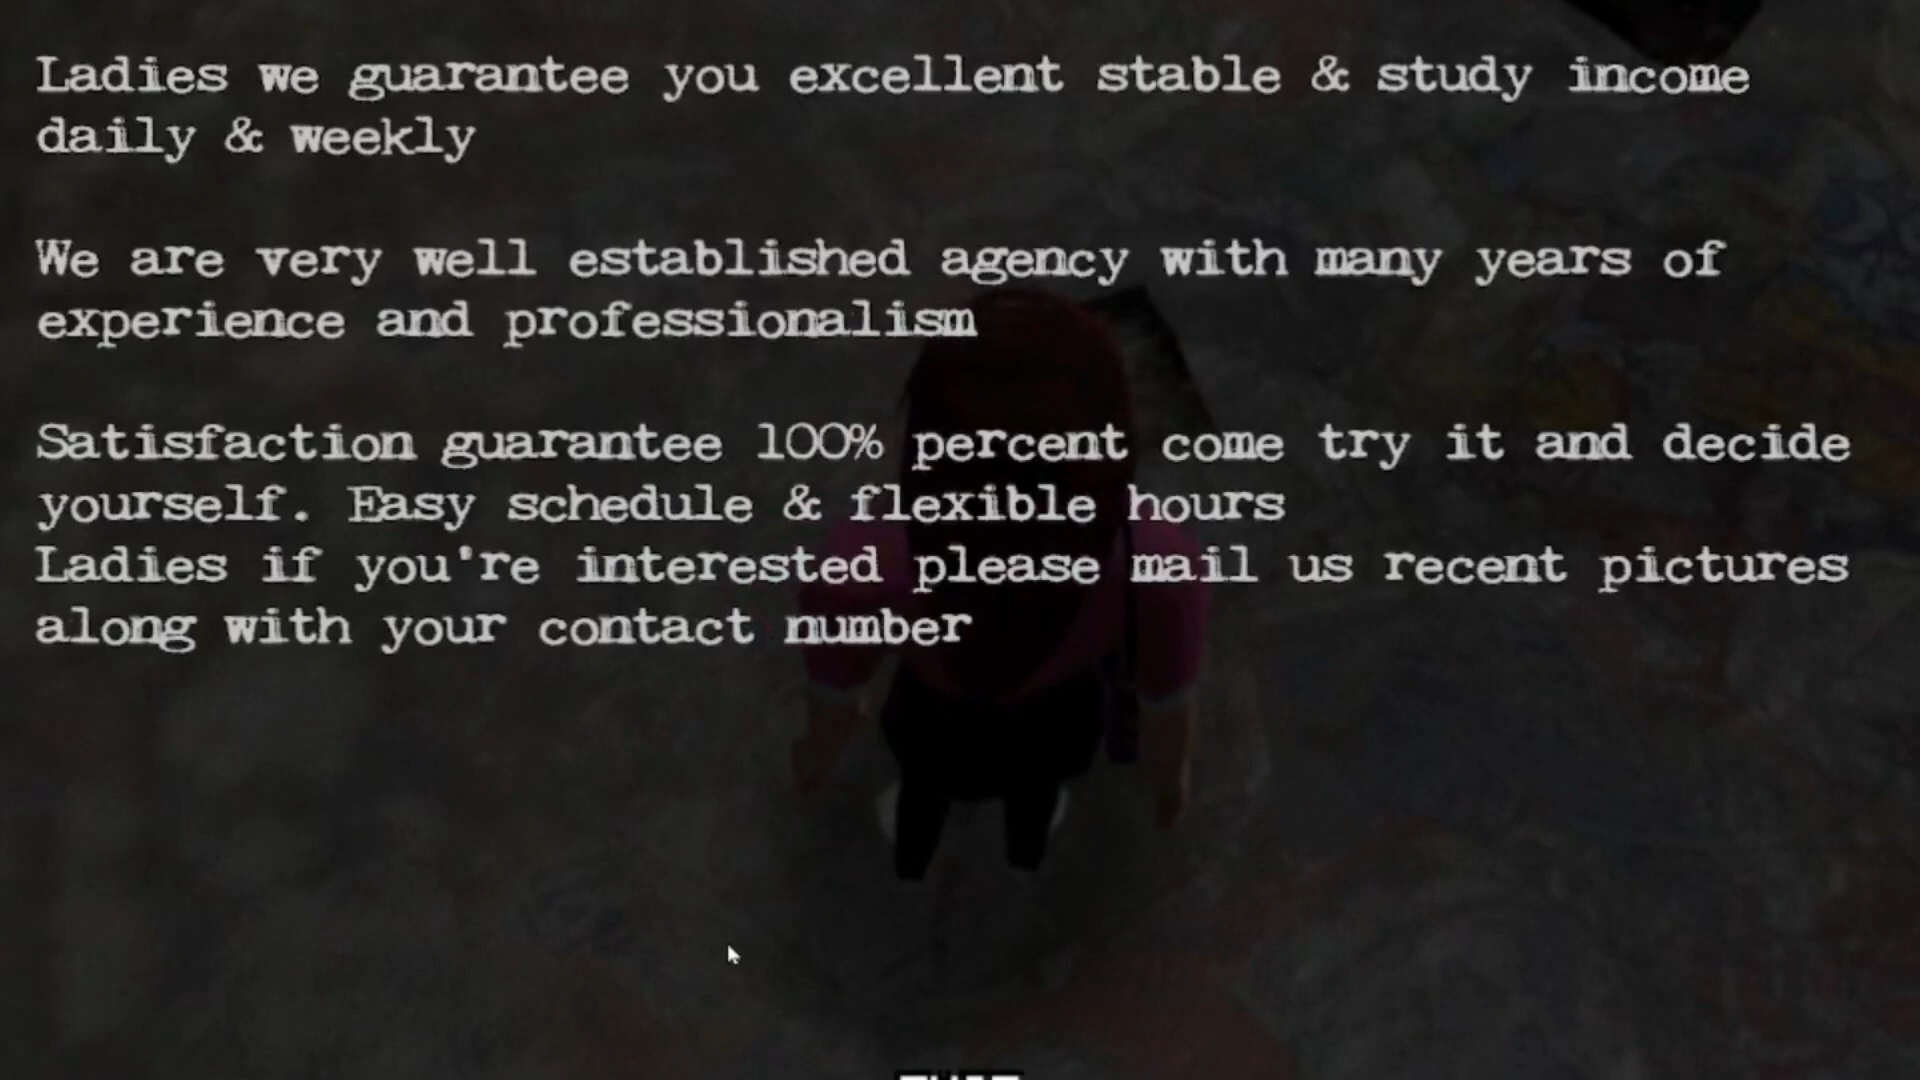 Ladies we guarantee you excellent stable & study income
daily & weekly
We are very well established agency with many years of
experience and professionalism
Satisfaction guarantee 100% percent come try it and decide
yourself. Easy schedule & flexible hours
Ladies if you're interested please mail us recent pictures
along with your contact number